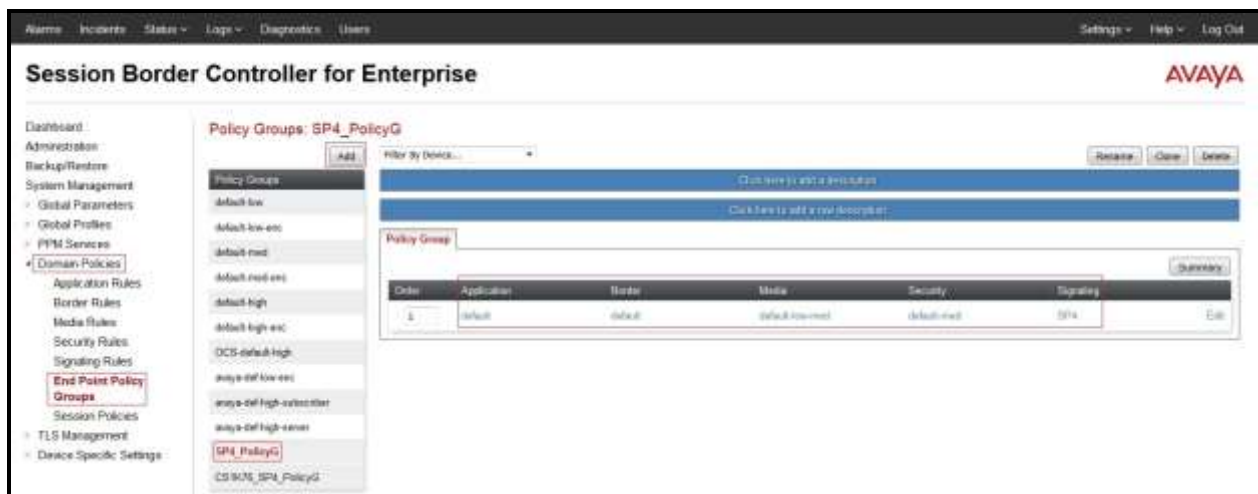 Alarms Incidents Status Logs Diagnostics Users Settings Help Log Out
Session Border Controller for Enterprise
AVAYA
Dashboard
Administration
Backup/Restore
System Management
Global Parameters
Global Profiles
PPM Services
Domain Policies
Application Rules
Border Rules
Media Rules
Security Rules
Signaling Rules
End Point Policy
Groups
Session Policies
TLS Management
Device Specific Settings
Policy Groups: SP4_PolicyG
Add
Policy Groups
default-low
default-low-enc
default-med
default-med-enc
default-high
default-high-enc
OCS-default-high
avaya-def-low-enc
avaya-def-high-subscriber
avaya-def-high-server
SP4_PolicyG
CS1K76_SP4_PolicyG
Filter By Device...
Rename Clone Delete
Click here to add a description.
Click here to add a row description.
Policy Group
Summary
Order Application Border Media Security Signaling
1 default default default-low-med default-med SP4 Edit